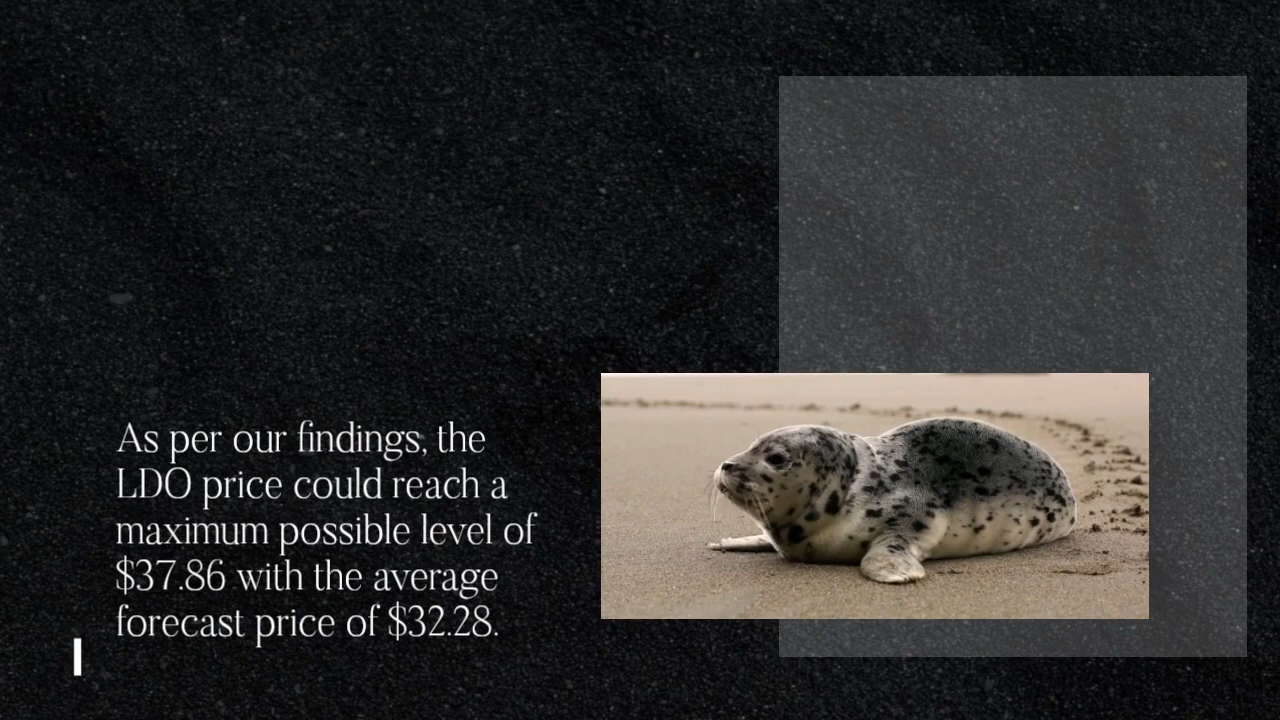 As per our findings, the
LDO price could reach a
maximum possible level of
$37.86 with the average
forecast price of $32.28.